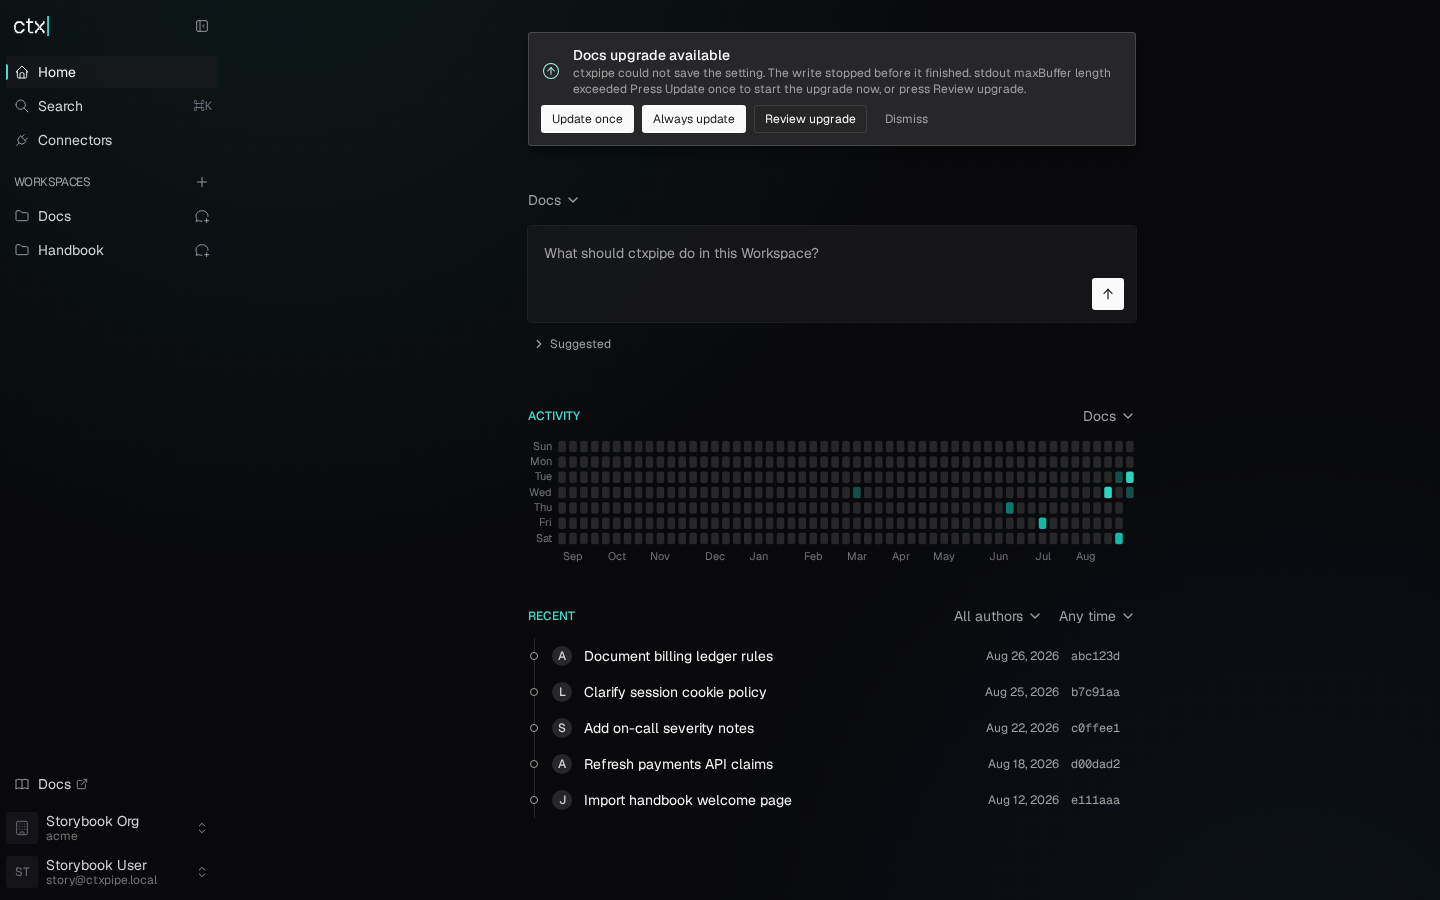 ctx
Home
Search ⌘K
Connectors
WORKSPACES
Docs
Handbook
Docs
Storybook Org
acme
ST
Storybook User
story@ctxpipe.local
Docs upgrade available
ctxpipe could not save the setting. The write stopped before it finished. stdout maxBuffer length
exceeded Press Update once to start the upgrade now, or press Review upgrade.
Update once Always update Review upgrade Dismiss
Docs
What should ctxpipe do in this Workspace?
Suggested
ACTIVITY Docs
Sun
Mon
Tue
Wed
Thu
Fri
Sat
Sep Oct Nov Dec Jan Feb Mar Apr May Jun Jul Aug
RECENT All authors Any time
A Document billing ledger rules Aug 26, 2026 abc123d
L Clarify session cookie policy Aug 25, 2026 b7c91aa
S Add on-call severity notes Aug 22, 2026 c0ffee1
A Refresh payments API claims Aug 18, 2026 d00dad2
J Import handbook welcome page Aug 12, 2026 e111aaa